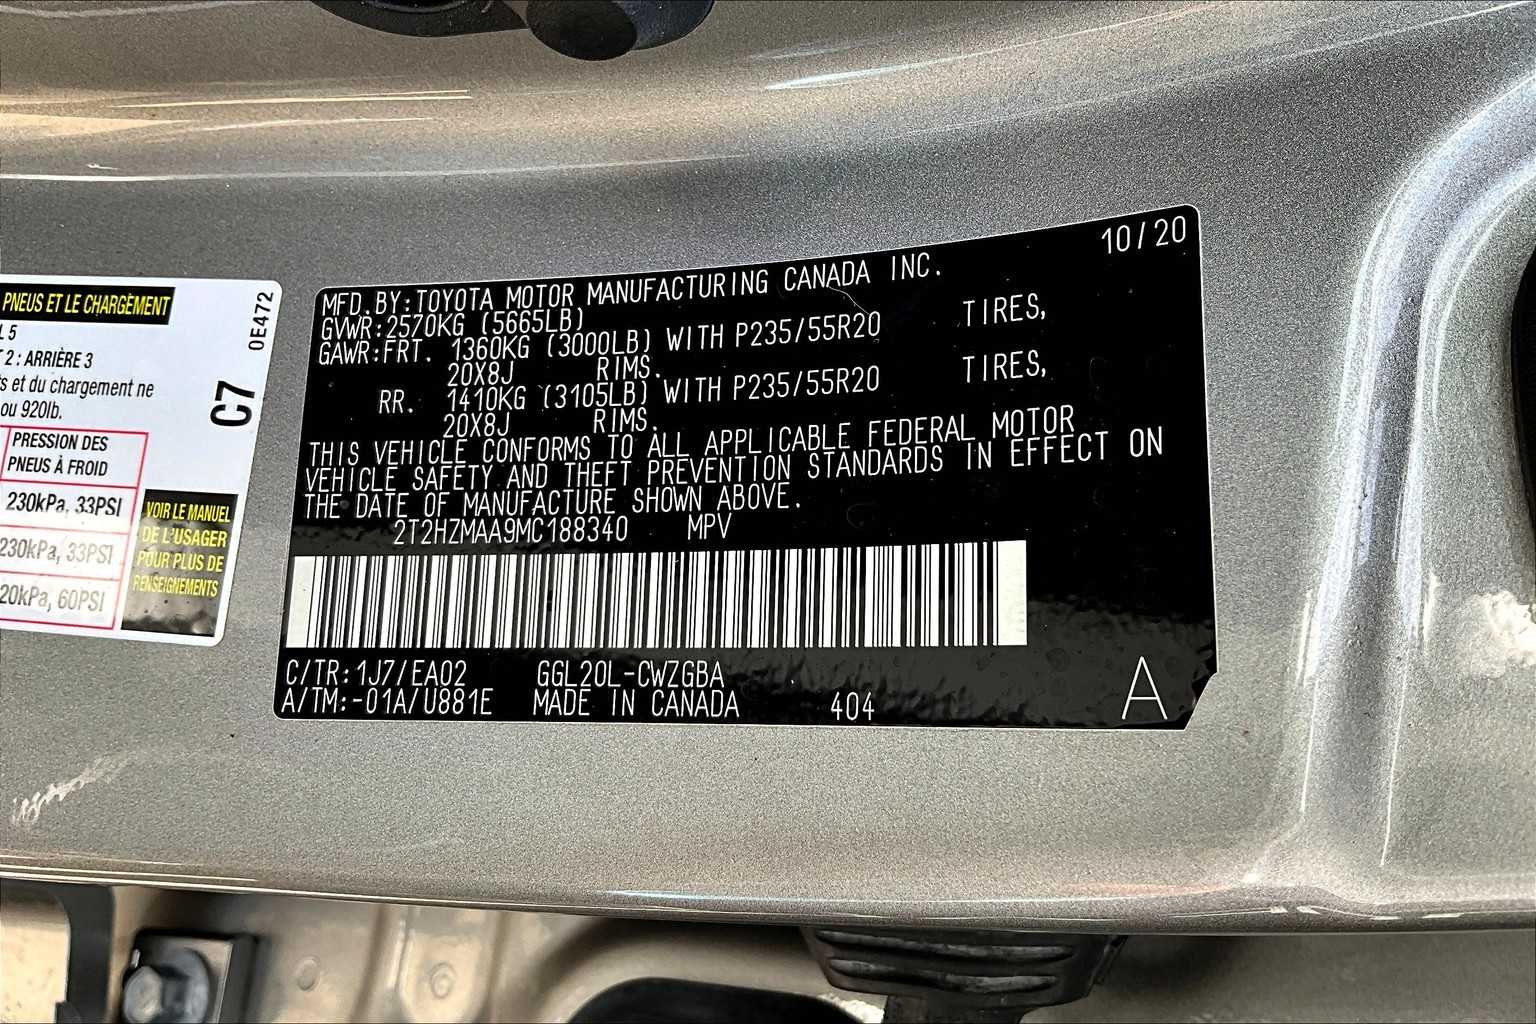 PNEUS ET LE CHARGEMENT
L 5
2 : ARRIÈRE 3
et du chargement ne
ou 920lb.
PRESSION DES
PNEUS À FROID
230kPa, 33PSI
230kPa, 33PSI
20kPa, 60PSI
VOIR LE MANUEL
DE L'USAGER
POUR PLUS DE
RENSEIGNEMENTS
0E472
C7
10/20
MFD.BY:TOYOTA MOTOR MANUFACTURING CANADA INC.
GVWR:2570KG (5665LB)
GAWR:FRT. 1360KG (3000LB) WITH P235/55R20 TIRES,
20X8J RIMS.
RR. 1410KG (3105LB) WITH P235/55R20 TIRES,
20X8J RIMS.
THIS VEHICLE CONFORMS TO ALL APPLICABLE FEDERAL MOTOR
VEHICLE SAFETY AND THEFT PREVENTION STANDARDS IN EFFECT ON
THE DATE OF MANUFACTURE SHOWN ABOVE.
2T2HZMAA9MC188340 MPV
C/TR:1J7/EA02 GGL20L-CWZGBA
A/TM:-01A/U881E MADE IN CANADA 404
A